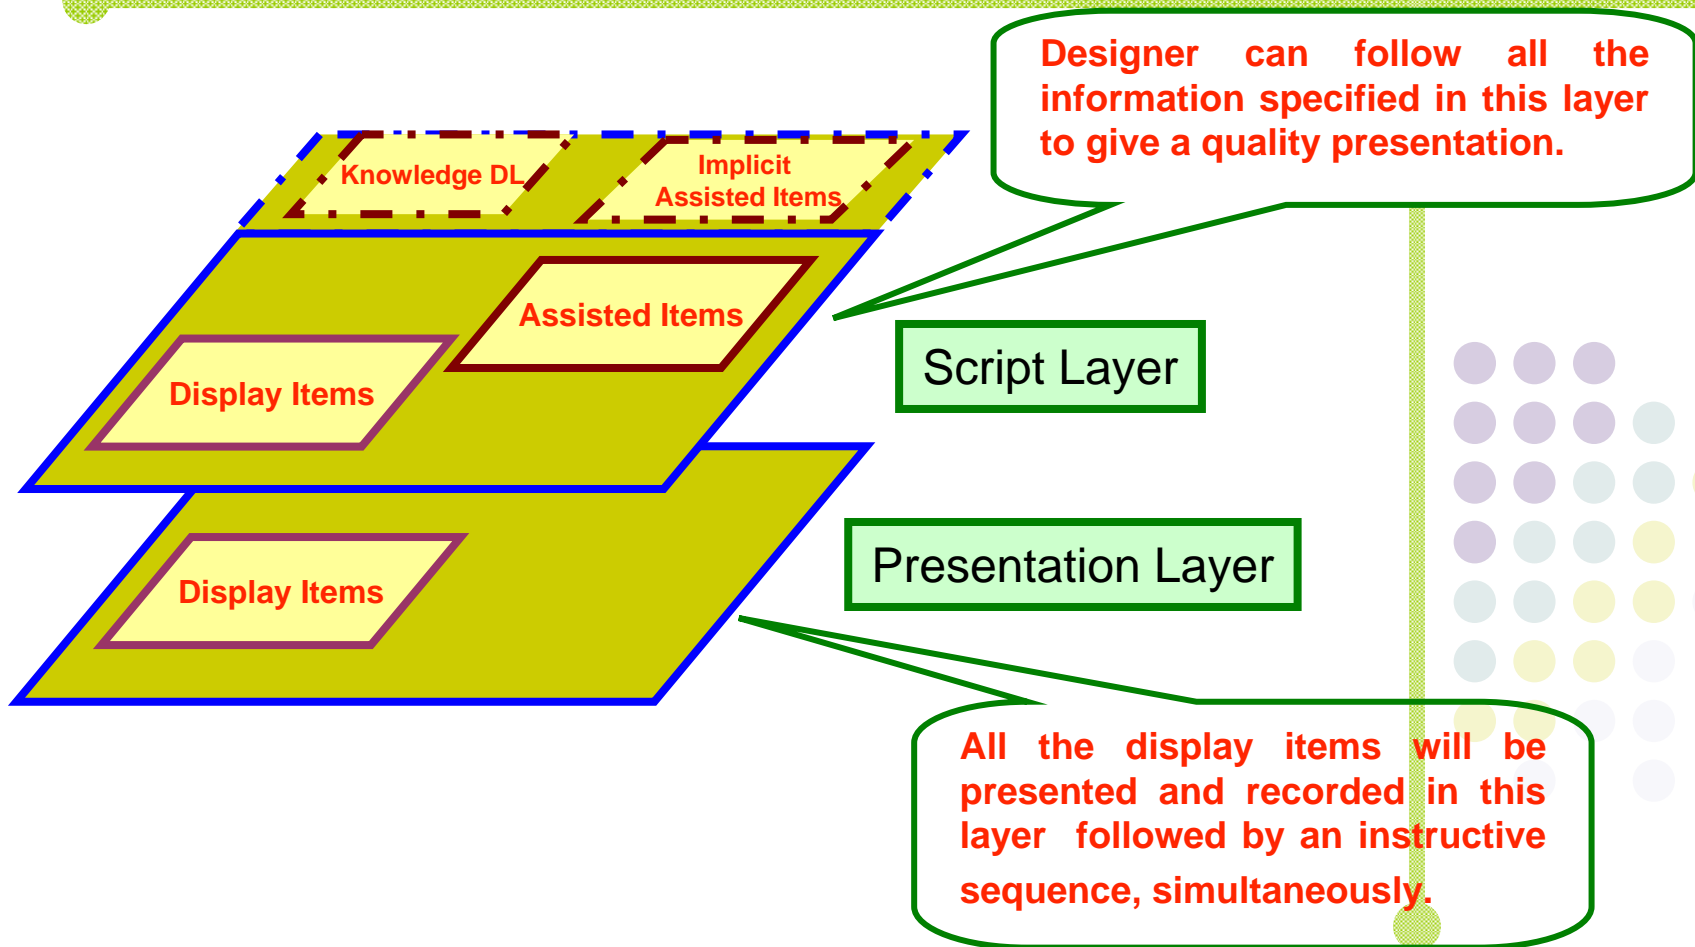 Designer can follow all the
information specified in this layer
to give a quality presentation.
Knowledge DL
Implicit
Assisted Items
Assisted Items
Display Items
Script Layer
Presentation Layer
Display Items
All the display items will be
presented and recorded in this
layer followed by an instructive
sequence, simultaneously.